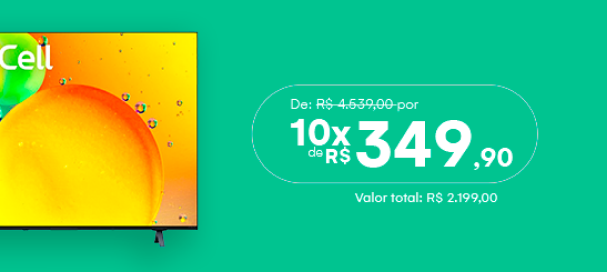 Cell
De: R$ 4.539,00 por
10x de R$ 349,90
Valor total: R$ 2.199,00